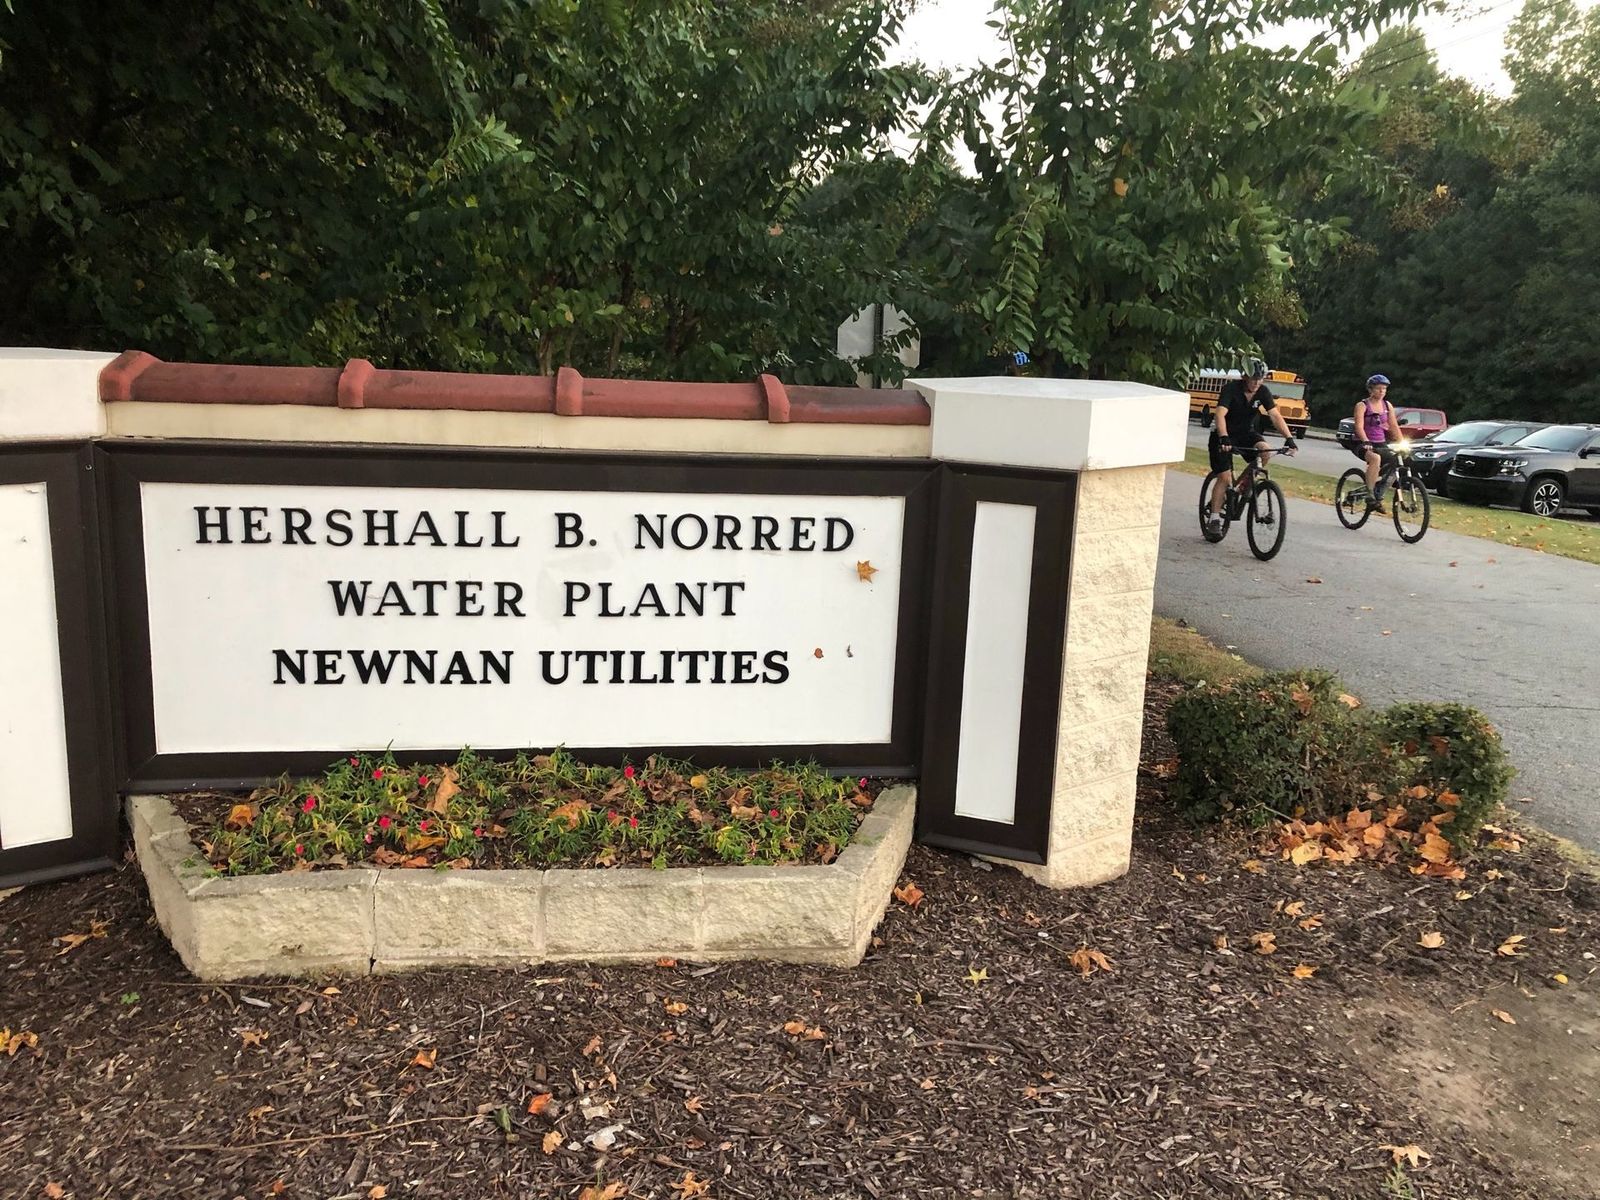 HERSHALL B. NORRED
WATER PLANT
NEWNAN UTILITIES